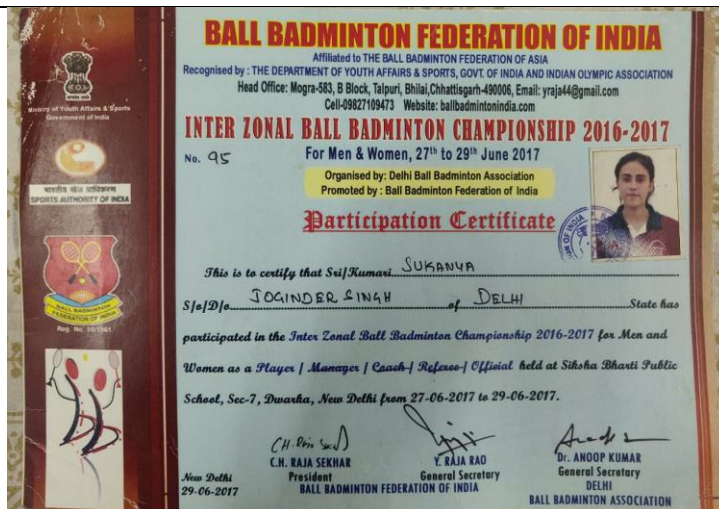 BALL BADMINTON FEDERATION OF INDIA
Affiliated to THE BALL BADMINTON FEDERATION OF ASIA
Recognised by : THE DEPARTMENT OF YOUTH AFFAIRS & SPORTS, GOVT. OF INDIA AND INDIAN OLYMPIC ASSOCIATION
Head Office: Mogra-583, B Block, Talpuri, Bhilai, Chhattisgarh-490006, Email: yraja44@gmail.com
Cell-09827109473 Website: ballbadmintonindia.com
INTER ZONAL BALL BADMINTON CHAMPIONSHIP 2016-2017
No. 95
For Men & Women, 27th to 29th June 2017
Organised by: Delhi Ball Badminton Association
Promoted by : Ball Badminton Federation of India
Participation Certificate
This is to certify that Sri/Kumari SUKANYA
S/o/D/o JOGINDER SINGH of DELHI State has
participated in the Inter Zonal Ball Badminton Championship 2016-2017 for Men and
Women as a Player / Manager / Coach / Referee / Official held at Siksha Bharti Public
School, Sec-7, Dwarka, New Delhi from 27-06-2017 to 29-06-2017.
New Delhi
29-06-2017
C.H. RAJA SEKHAR
President
Y. RAJA RAO
General Secretary
BALL BADMINTON FEDERATION OF INDIA
Dr. ANOOP KUMAR
General Secretary
DELHI
BALL BADMINTON ASSOCIATION
Ministry of Youth Affairs & Sports
Government of India
भारतीय खेल प्राधिकरण
SPORTS AUTHORITY OF INDIA
BALL BADMINTON
FEDERATION OF INDIA